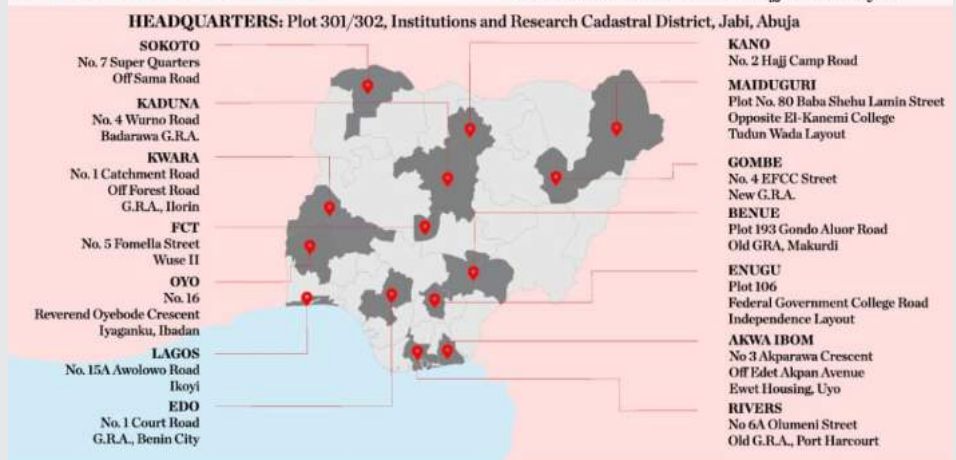 HEADQUARTERS: Plot 301/302, Institutions and Research Cadastral District, Jabi, Abuja
SOKOTO
No. 7 Super Quarters
Off Sama Road
KADUNA
No. 4 Wurno Road
Badarawa G.R.A.
KWARA
No. 1 Catchment Road
Off Forest Road
G.R.A., Ilorin
FCT
No. 5 Fomella Street
Wuse II
OYO
No. 16
Reverend Oyebode Crescent
Iyaganku, Ibadan
LAGOS
No. 15A Awolowo Road
Ikoyi
EDO
No. 1 Court Road
G.R.A., Benin City
KANO
No. 2 Hajj Camp Road
MAIDUGURI
Plot No. 80 Baba Shehu Lamin Street
Opposite El-Kanemi College
Tudun Wada Layout
GOMBE
No. 4 EFCC Street
New G.R.A.
BENUE
Plot 193 Gondo Aluor Road
Old GRA, Makurdi
ENUGU
Plot 106
Federal Government College Road
Independence Layout
AKWA IBOM
No 3 Akparawa Crescent
Off Edet Akpan Avenue
Ewet Housing, Uyo
RIVERS
No 6A Olumeni Street
Old G.R.A., Port Harcourt